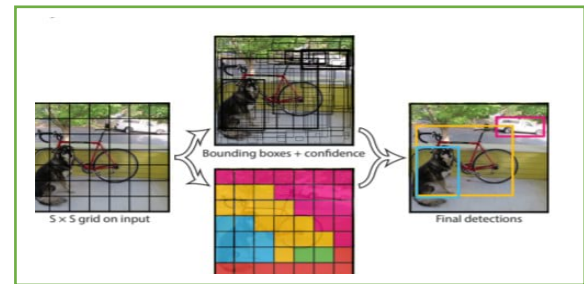 Bounding boxes + confidence
S × S grid on input
Final detections